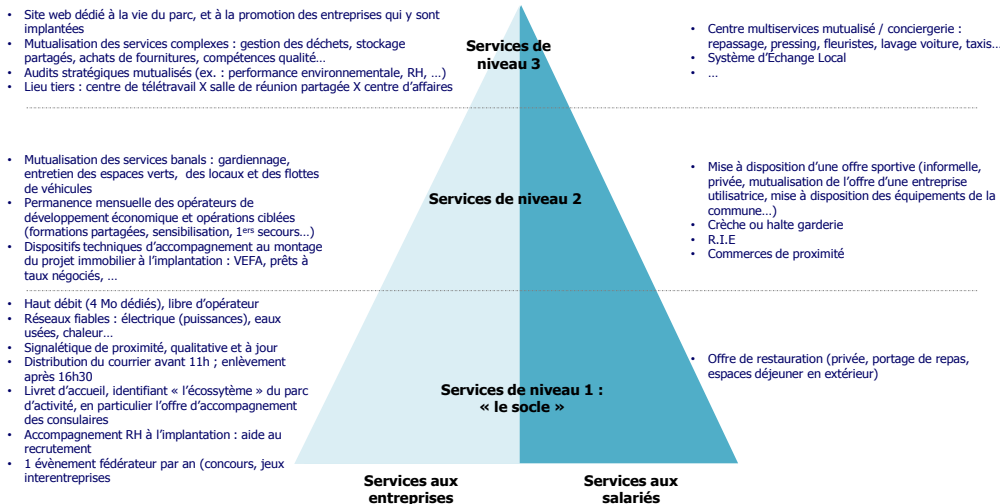 • Site web dédié à la vie du parc, et à la promotion des entreprises qui y sont
implantées
• Mutualisation des services complexes : gestion des déchets, stockage
partagés, achats de fournitures, compétences qualité…
• Audits stratégiques mutualisés (ex. : performance environnementale, RH, …)
• Lieu tiers : centre de télétravail X salle de réunion partagée X centre d’affaires
Services de
niveau 3
• Centre multiservices mutualisé / conciergerie :
repassage, pressing, fleuristes, lavage voiture, taxis…
• Système d’Echange Local
• …
• Mutualisation des services banals : gardiennage,
entretien des espaces verts, des locaux et des flottes
de véhicules
• Permanence mensuelle des opérateurs de
développement économique et opérations ciblées
(formations partagées, sensibilisation, 1ers secours…)
• Dispositifs techniques d’accompagnement au montage
du projet immobilier à l’implantation : VEFA, prêts à
taux négociés, …
Services de niveau 2
• Mise à disposition d’une offre sportive (informelle,
privée, mutualisation de l’offre d’une entreprise
utilisatrice, mise à disposition des équipements de la
commune…)
• Crèche ou halte garderie
• R.I.E
• Commerces de proximité
• Haut débit (4 Mo dédiés), libre d’opérateur
• Réseaux fiables : électrique (puissances), eaux
usées, chaleur…
• Signalétique de proximité, qualitative et à jour
• Distribution du courrier avant 11h ; enlèvement
après 16h30
• Livret d’accueil, identifiant « l’écossytème » du parc
d’activité, en particulier l’offre d’accompagnement
des consulaires
• Accompagnement RH à l’implantation : aide au
recrutement
• 1 évènement fédérateur par an (concours, jeux
interentreprises
Services de niveau 1 :
« le socle »
• Offre de restauration (privée, portage de repas,
espaces déjeuner en extérieur)
Services aux
entreprises
Services aux
salariés